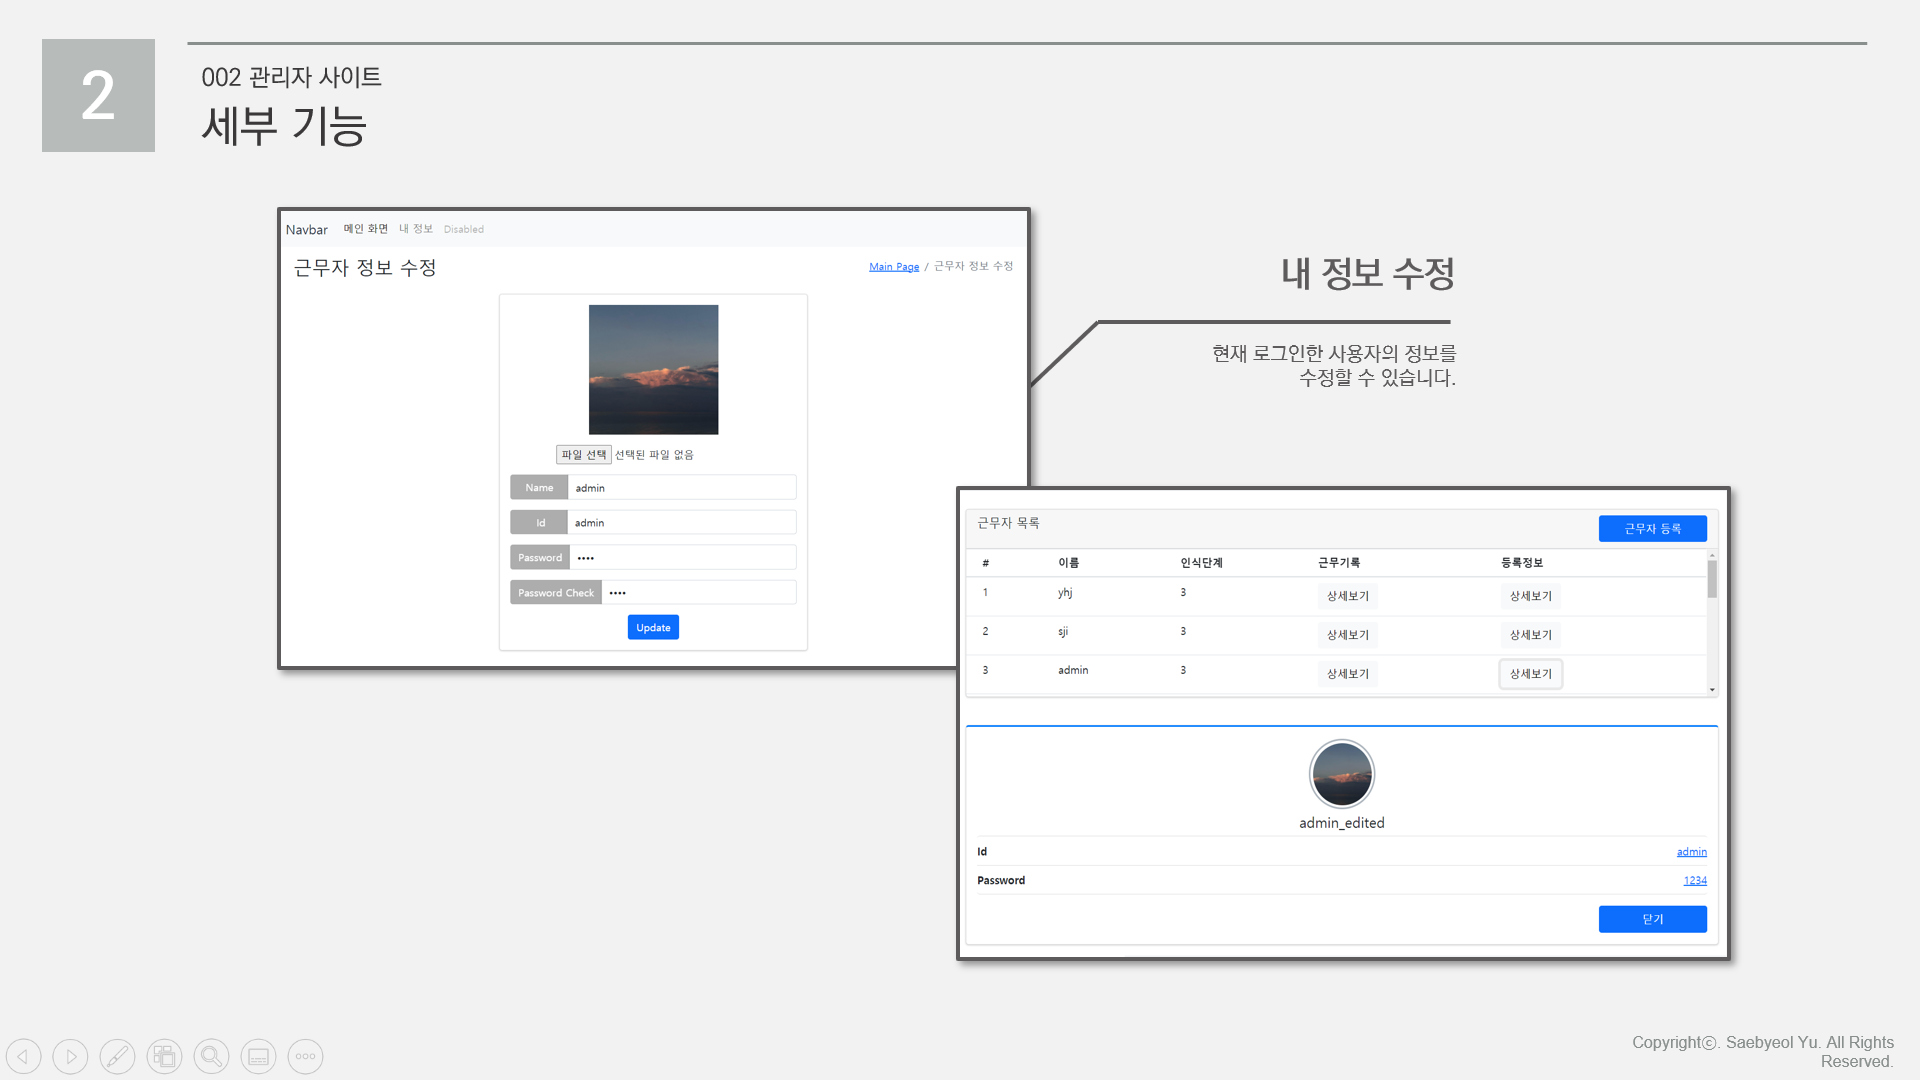 2
002 관리자 사이트
세부 기능
Navbar 메인 화면 내 정보 Disabled
근무자 정보 수정
Main Page / 근무자 정보 수정
파일 선택 선택된 파일 없음
Name admin
Id admin
Password ••••
Password Check ••••
Update
내 정보 수정
현재 로그인한 사용자의 정보를
수정할 수 있습니다.
근무자 목록
근무자 등록
# 이름 인식단계 근무기록 등록정보
1 yhj 3 상세보기 상세보기
2 sji 3 상세보기 상세보기
3 admin 3 상세보기 상세보기
admin_edited
Id admin
Password 1234
닫기
Copyrightⓒ. Saebyeol Yu. All Rights
Reserved.